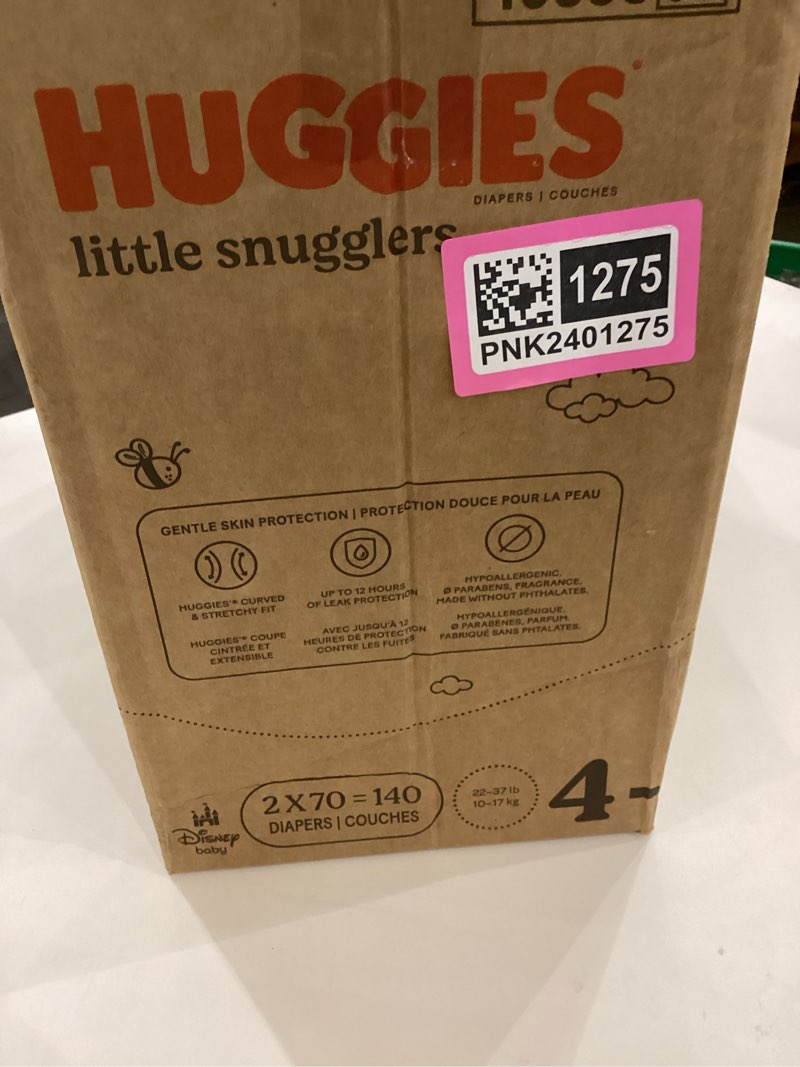 HUGGIES
DIAPERS | COUCHES
little snugglers
1275
PNK2401275
GENTLE SKIN PROTECTION | PROTECTION DOUCE POUR LA PEAU
HUGGIES®* CURVED
& STRETCHY FIT
HUGGIES®* COUPE
CINTRÉE ET
EXTENSIBLE
UP TO 12 HOURS
OF LEAK PROTECTION
AVEC JUSQU'À 12
HEURES DE PROTECTION
CONTRE LES FUITES
HYPOALLERGENIC,
Ø PARABENS, FRAGRANCE.
MADE WITHOUT PHTHALATES.
HYPOALLERGÉNIQUE.
Ø PARABÈNES, PARFUM.
FABRIQUÉ SANS PHTALATES.
Disney
baby
2 X 70 = 140
DIAPERS | COUCHES
22-37 lb
10-17 kg
4-